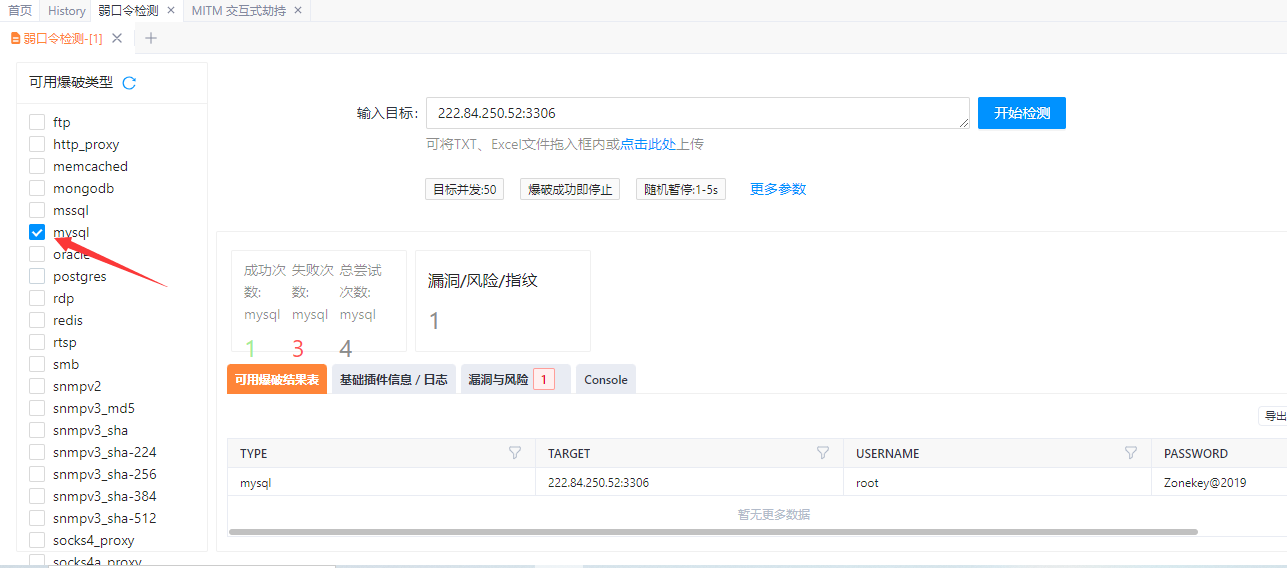 首页 History 弱口令检测 MITM 交互式劫持
弱口令检测-[1]
可用爆破类型
ftp
http_proxy
memcached
mongodb
mssql
mysql
oracle
postgres
rdp
redis
rtsp
smb
snmpv2
snmpv3_md5
snmpv3_sha
snmpv3_sha-224
snmpv3_sha-256
snmpv3_sha-384
snmpv3_sha-512
socks4_proxy
socks4a_proxy
输入目标: 222.84.250.52:3306 开始检测
可将TXT、Excel文件拖入框内或点击此处上传
目标并发:50 爆破成功即停止 随机暂停:1-5s 更多参数
成功次数: mysql
1
失败次数: mysql
3
总尝试次数: mysql
4
漏洞/风险/指纹
1
可用爆破结果表 基础插件信息 / 日志 漏洞与风险 1 Console
导出
TYPE TARGET USERNAME PASSWORD
mysql 222.84.250.52:3306 root Zonekey@2019
暂无更多数据